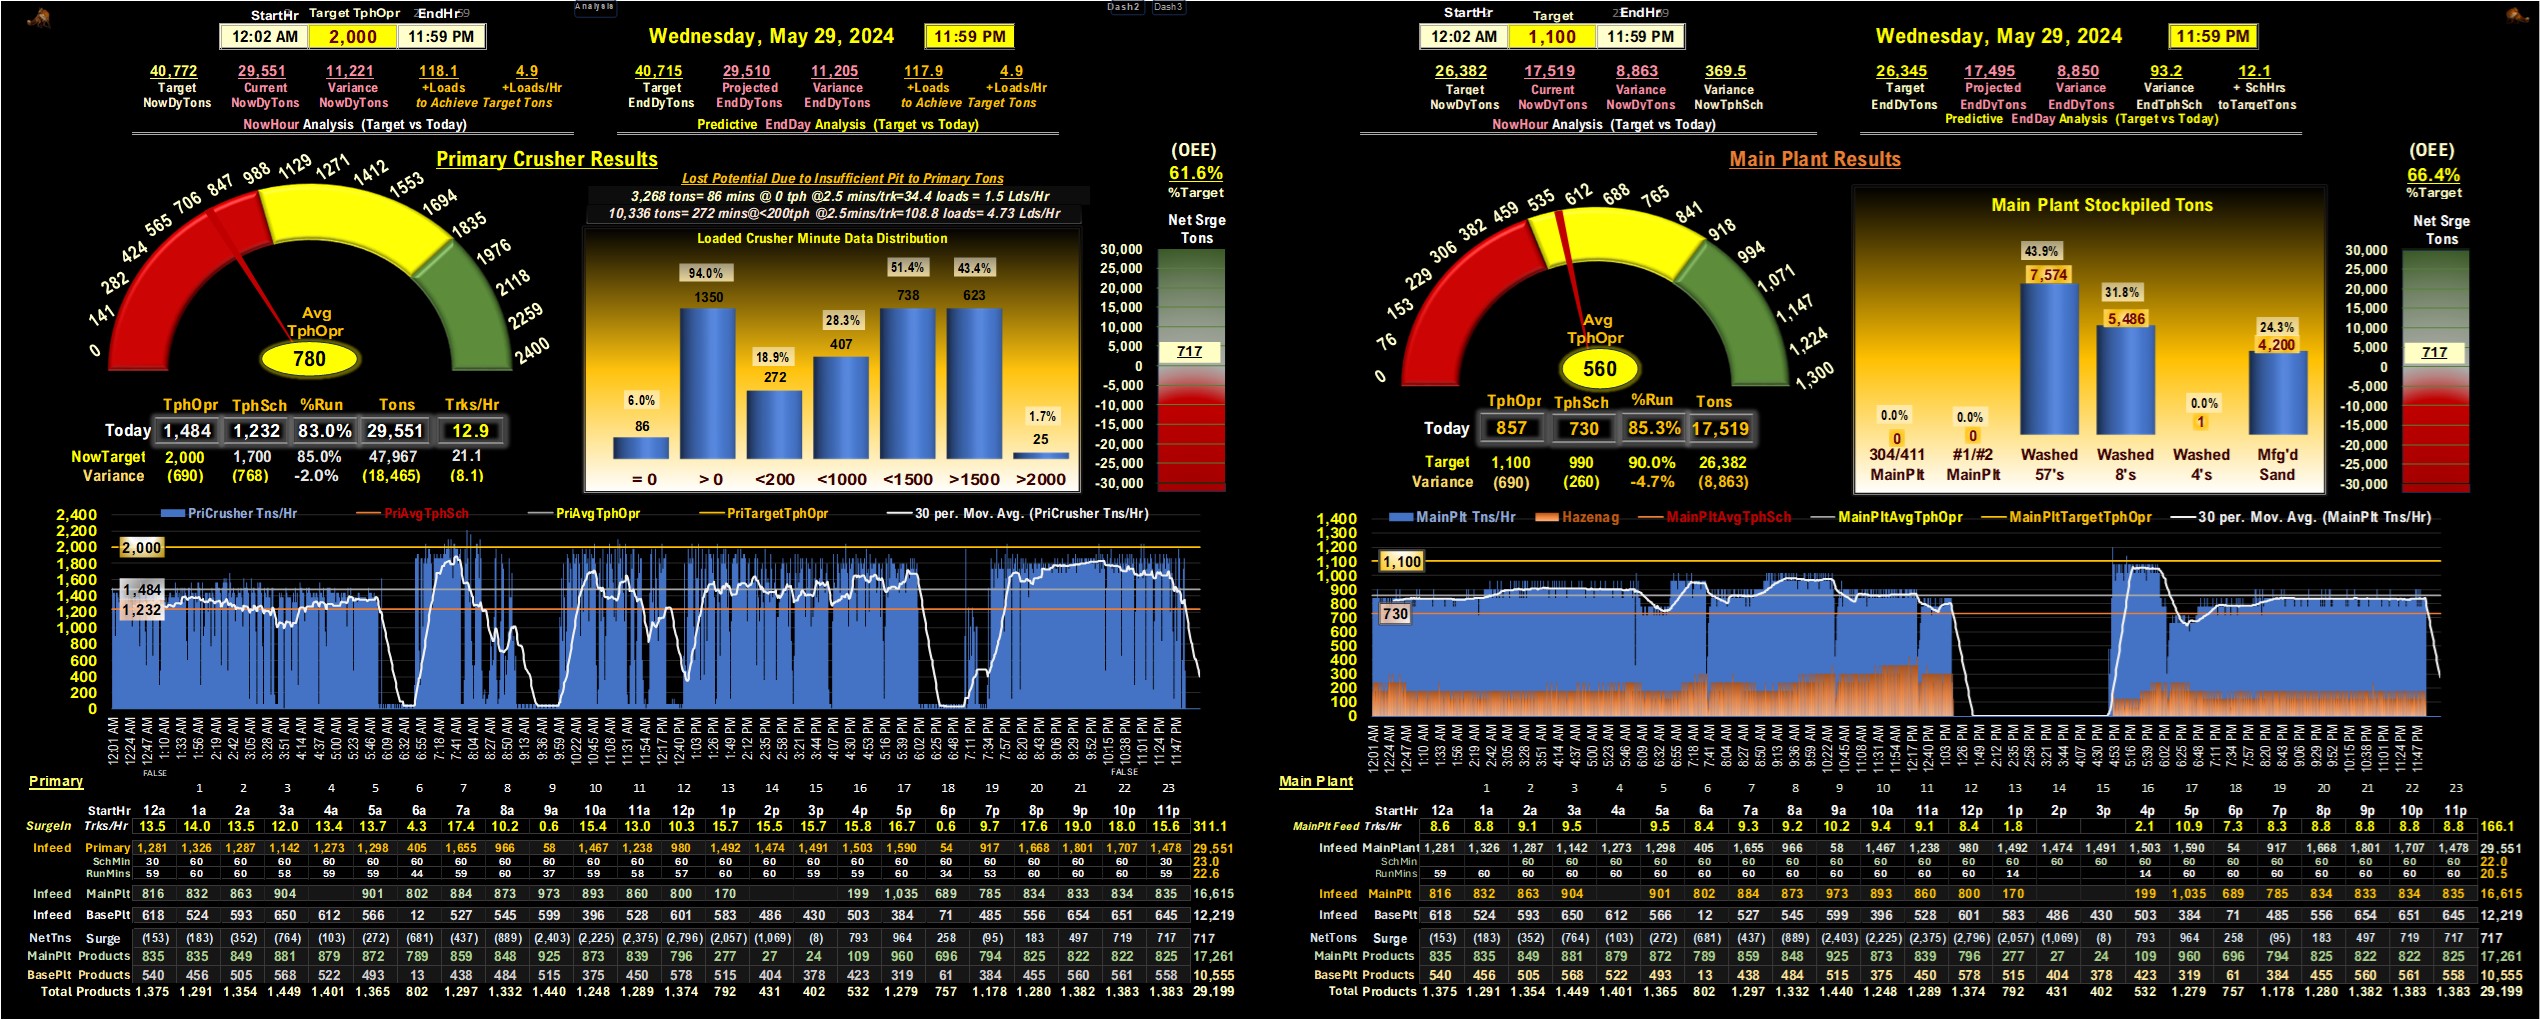 StartHr Target TphOpr EndHr
12:02 AM 2,000 11:59 PM
Analysis
Wednesday, May 29, 2024 11:59 PM
Dash2 Dash3
40,772 29,551 11,221 118.1 4.9
Target Current Variance +Loads +Loads/Hr
NowDyTons NowDyTons NowDyTons to Achieve Target Tons
NowHour Analysis (Target vs Today)
40,715 29,510 11,205 117.9 4.9
Target Projected Variance +Loads +Loads/Hr
EndDyTons EndDyTons EndDyTons to Achieve Target Tons
Predictive EndDay Analysis (Target vs Today)
Primary Crusher Results
0 141 282 424 565 706 847 988 1129 1271 1412 1553 1694 1835 1976 2118 2259 2400
Avg
TphOpr
780
TphOpr TphSch %Run Tons Trks/Hr
Today 1,484 1,232 83.0% 29,551 12.9
NowTarget 2,000 1,700 85.0% 47,967 21.1
Variance (690) (768) -2.0% (18,465) (8.1)
Lost Potential Due to Insufficient Pit to Primary Tons
3,268 tons= 86 mins @ 0 tph @2.5 mins/trk=34.4 loads = 1.5 Lds/Hr
10,336 tons= 272 mins@<200tph @2.5mins/trk=108.8 loads= 4.73 Lds/Hr
Loaded Crusher Minute Data Distribution
6.0% 94.0% 18.9% 28.3% 51.4% 43.4% 1.7%
86 1350 272 407 738 623 25
= 0 > 0 <200 <1000 <1500 >1500 >2000
(OEE)
61.6%
%Target
Net Srge
Tons
30,000
25,000
20,000
15,000
10,000
5,000
717
0
-5,000
-10,000
-15,000
-20,000
-25,000
-30,000
PriCrusher Tns/Hr PriAvgTphSch PriAvgTphOpr PriTargetTphOpr 30 per. Mov. Avg. (PriCrusher Tns/Hr)
2,400
2,200
2,000
1,800
1,600
1,400
1,200
1,000
800
600
400
200
0
2,000
1,484
1,232
12:01 AM 12:24 AM 12:47 AM 1:10 AM 1:33 AM 1:56 AM 2:19 AM 2:42 AM 3:05 AM 3:28 AM 3:51 AM 4:14 AM 4:37 AM 5:00 AM 5:23 AM 5:46 AM 6:09 AM 6:32 AM 6:55 AM 7:18 AM 7:41 AM 8:04 AM 8:27 AM 8:50 AM 9:13 AM 9:36 AM 9:59 AM 10:22 AM 10:45 AM 11:08 AM 11:31 AM 11:54 AM 12:17 PM 12:40 PM 1:03 PM 1:26 PM 1:49 PM 2:12 PM 2:35 PM 2:58 PM 3:21 PM 3:44 PM 4:07 PM 4:30 PM 4:53 PM 5:16 PM 5:39 PM 6:02 PM 6:25 PM 6:48 PM 7:11 PM 7:34 PM 7:57 PM 8:20 PM 8:43 PM 9:06 PM 9:29 PM 9:52 PM 10:15 PM 10:38 PM 11:01 PM 11:24 PM 11:47 PM
FALSE FALSE
Primary
1 2 3 4 5 6 7 8 9 10 11 12 13 14 15 16 17 18 19 20 21 22 23
StartHr 12a 1a 2a 3a 4a 5a 6a 7a 8a 9a 10a 11a 12p 1p 2p 3p 4p 5p 6p 7p 8p 9p 10p 11p
SurgeIn Trks/Hr 13.5 14.0 13.5 12.0 13.4 13.7 4.3 17.4 10.2 0.6 15.4 13.0 10.3 15.7 15.5 15.7 15.8 16.7 0.6 9.7 17.6 19.0 18.0 15.6 311.1
Infeed Primary 1,281 1,326 1,287 1,142 1,273 1,298 405 1,655 966 58 1,467 1,238 980 1,492 1,474 1,491 1,503 1,590 54 917 1,668 1,801 1,707 1,478 29,551
SchMin 30 60 60 60 60 60 60 60 60 60 60 60 60 60 60 60 60 60 60 60 60 60 60 30 23.0
RunMins 59 60 60 58 59 59 44 59 60 37 59 58 57 60 60 59 60 60 34 53 60 60 60 59 22.6
Infeed MainPlt 816 832 863 904 901 802 884 873 973 893 860 800 170 199 1,035 689 785 834 833 834 835 16,615
Infeed BasePlt 618 524 593 650 612 566 12 527 545 599 396 528 601 583 486 430 503 384 71 485 556 654 651 645 12,219
NetTns Surge (153) (183) (352) (764) (103) (272) (681) (437) (889) (2,403) (2,225) (2,375) (2,796) (2,057) (1,069) (8) 793 964 258 (95) 183 497 719 717 717
MainPlt Products 835 835 849 881 879 872 789 859 848 925 873 839 796 277 27 24 109 960 696 794 825 822 822 825 17,261
BasePlt Products 540 456 505 568 522 493 13 438 484 515 375 450 578 515 404 378 423 319 61 384 455 560 561 558 10,555
Total Products 1,375 1,291 1,354 1,449 1,401 1,365 802 1,297 1,332 1,440 1,248 1,289 1,374 792 431 402 532 1,279 757 1,178 1,280 1,382 1,383 1,383 29,199
StartHr Target EndHr
12:02 AM 1,100 11:59 PM
Wednesday, May 29, 2024 11:59 PM
26,382 17,519 8,863 369.5
Target Current Variance Variance
NowDyTons NowDyTons NowDyTons NowTphSch
NowHour Analysis (Target vs Today)
26,345 17,495 8,850 93.2 12.1
Target Projected Variance Variance + SchHrs
EndDyTons EndDyTons EndDyTons EndTphSch toTargetTons
Predictive EndDay Analysis (Target vs Today)
Main Plant Results
0 76 153 229 306 382 459 535 612 688 765 841 918 994 1,071 1,147 1,224 1,300
Avg
TphOpr
560
TphOpr TphSch %Run Tons
Today 857 730 85.3% 17,519
Target 1,100 990 90.0% 26,382
Variance (690) (260) -4.7% (8,863)
Main Plant Stockpiled Tons
0.0% 0.0% 43.9% 31.8% 0.0% 24.3%
0 0 7,574 5,486 1 4,200
304/411 #1/#2 Washed Washed Washed Mfg'd
MainPlt MainPlt 57's 8's 4's Sand
(OEE)
66.4%
%Target
Net Srge
Tons
30,000
25,000
20,000
15,000
10,000
5,000
717
0
-5,000
-10,000
-15,000
-20,000
-25,000
-30,000
MainPlt Tns/Hr Hazenag MainPltAvgTphSch MainPltAvgTphOpr MainPltTargetTphOpr 30 per. Mov. Avg. (MainPlt Tns/Hr)
1,400
1,300
1,200
1,100
1,000
900
800
700
600
500
400
300
200
100
0
1,100
730
12:01 AM 12:24 AM 12:47 AM 1:10 AM 1:33 AM 1:56 AM 2:19 AM 2:42 AM 3:05 AM 3:28 AM 3:51 AM 4:14 AM 4:37 AM 5:00 AM 5:23 AM 5:46 AM 6:09 AM 6:32 AM 6:55 AM 7:18 AM 7:41 AM 8:04 AM 8:27 AM 8:50 AM 9:13 AM 9:36 AM 9:59 AM 10:22 AM 10:45 AM 11:08 AM 11:31 AM 11:54 AM 12:17 PM 12:40 PM 1:03 PM 1:26 PM 1:49 PM 2:12 PM 2:35 PM 2:58 PM 3:21 PM 3:44 PM 4:07 PM 4:30 PM 4:53 PM 5:16 PM 5:39 PM 6:02 PM 6:25 PM 6:48 PM 7:11 PM 7:34 PM 7:57 PM 8:20 PM 8:43 PM 9:06 PM 9:29 PM 9:52 PM 10:15 PM 10:38 PM 11:01 PM 11:24 PM 11:47 PM
Main Plant
1 2 3 4 5 6 7 8 9 10 11 12 13 14 15 16 17 18 19 20 21 22 23
StartHr 12a 1a 2a 3a 4a 5a 6a 7a 8a 9a 10a 11a 12p 1p 2p 3p 4p 5p 6p 7p 8p 9p 10p 11p
MainPlt Feed Trks/Hr 8.6 8.8 9.1 9.5 9.5 8.4 9.3 9.2 10.2 9.4 9.1 8.4 1.8 2.1 10.9 7.3 8.3 8.8 8.8 8.8 8.8 166.1
Infeed MainPlant 1,281 1,326 1,287 1,142 1,273 1,298 405 1,655 966 58 1,467 1,238 980 1,492 1,474 1,491 1,503 1,590 54 917 1,668 1,801 1,707 1,478 29,551
SchMin 60 60 60 60 60 60 60 60 60 60 60 60 60 60 60 60 60 60 60 60 60 60 22.0
RunMins 59 60 60 60 60 60 60 60 60 60 60 60 14 14 60 60 60 60 60 60 60 20.5
Infeed MainPlt 816 832 863 904 901 802 884 873 973 893 860 800 170 199 1,035 689 785 834 833 834 835 16,615
Infeed BasePlt 618 524 593 650 612 566 12 527 545 599 396 528 601 583 486 430 503 384 71 485 556 654 651 645 12,219
NetTons Surge (153) (183) (352) (764) (103) (272) (681) (437) (889) (2,403) (2,225) (2,375) (2,796) (2,057) (1,069) (8) 793 964 258 (95) 183 497 719 717 717
MainPlt Products 835 835 849 881 879 872 789 859 848 925 873 839 796 277 27 24 109 960 696 794 825 822 822 825 17,261
BasePlt Products 540 456 505 568 522 493 13 438 484 515 375 450 578 515 404 378 423 319 61 384 455 560 561 558 10,555
Total Products 1,375 1,291 1,354 1,449 1,401 1,365 802 1,297 1,332 1,440 1,248 1,289 1,374 792 431 402 532 1,279 757 1,178 1,280 1,382 1,383 1,383 29,199